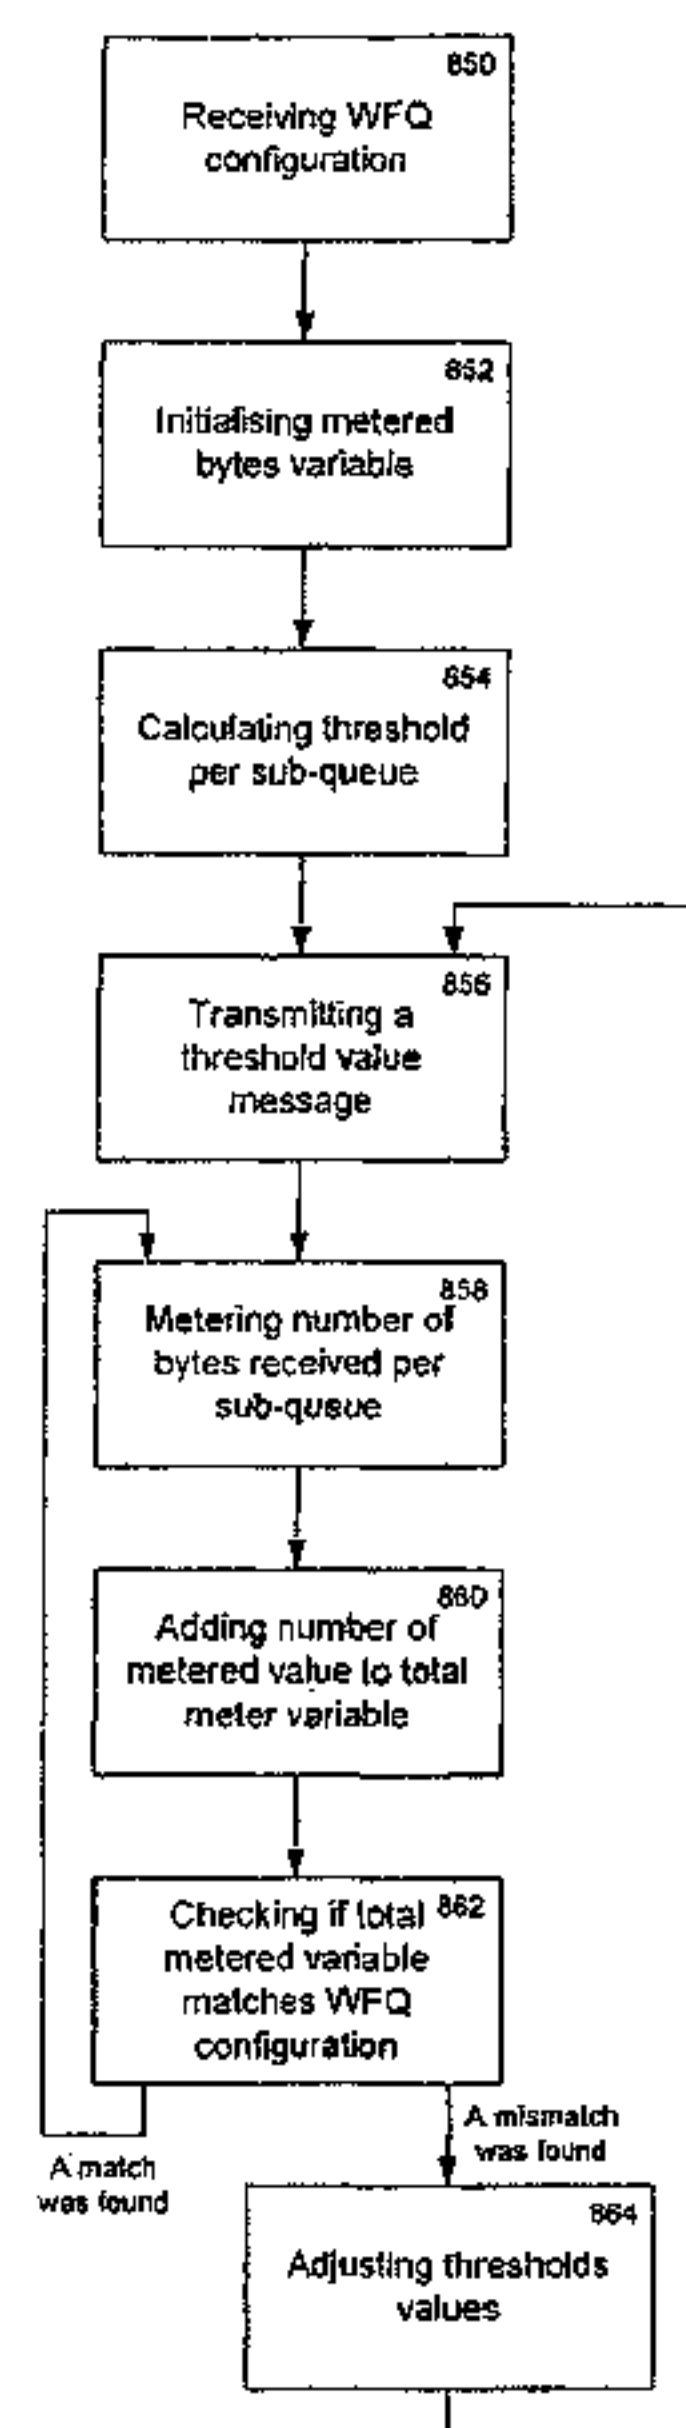 850
Receiving WFQ
configuration
852
Initialising metered
bytes variable
854
Calculating threshold
per sub-queue
856
Transmitting a
threshold value
message
858
Metering number of
bytes received per
sub-queue
860
Adding number of
metered value to total
meter variable
Checking if total 862
metered variable
matches WFQ
configuration
A mismatch
was found
A match
was found
864
Adjusting thresholds
values